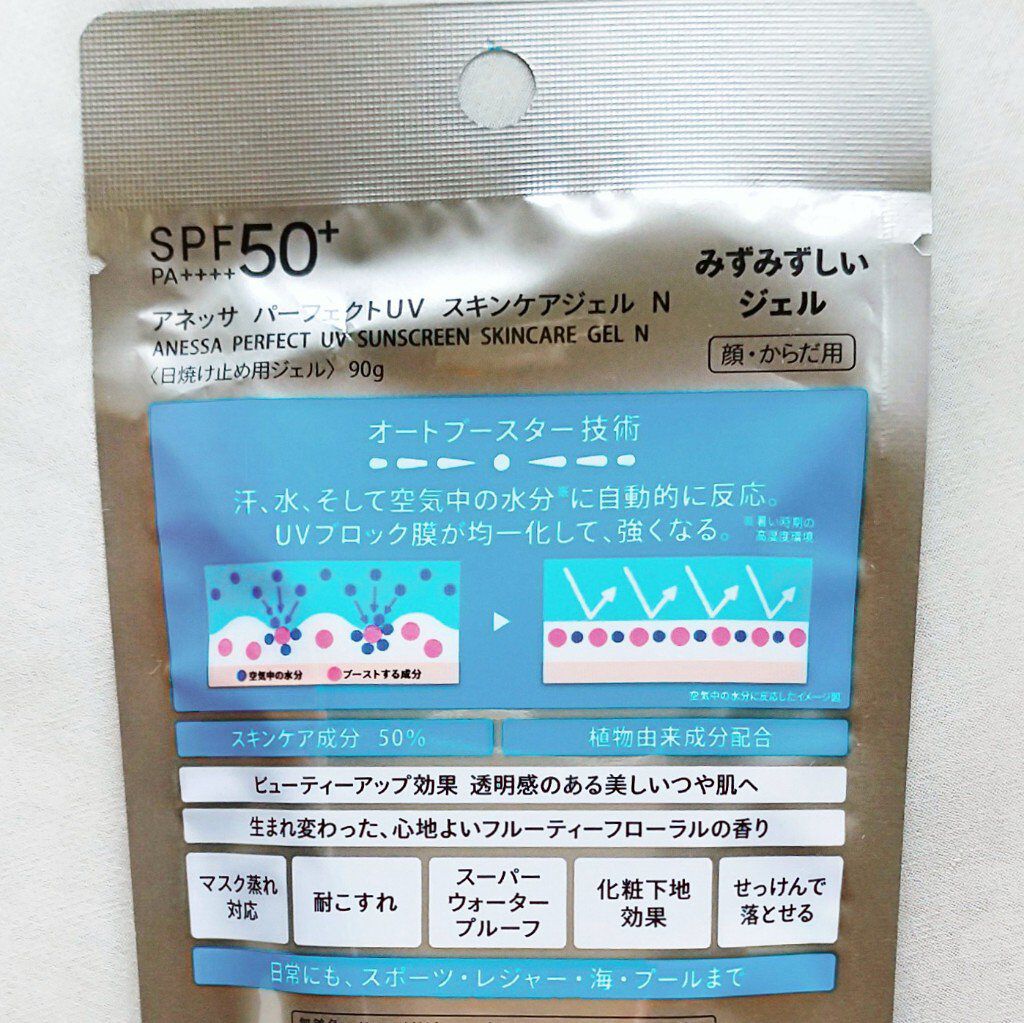 SPF50+
PA++++
みずみずしい
ジェル
アネッサ パーフェクトUV スキンケアジェル N
ANESSA PERFECT UV SUNSCREEN SKINCARE GEL N
顔・からだ用
〈日焼け止め用ジェル〉 90g
オートブースター技術
汗、水、そして空気中の水分※に自動的に反応。
UVブロック膜が均一化して、強くなる。
※暑い時期の
高湿度環境
空気中の水分
ブーストする成分
空気中の水分に反応したイメージ図
スキンケア成分 50%
植物由来成分配合
ビューティーアップ効果 透明感のある美しいつや肌へ
生まれ変わった、心地よいフルーティーフローラルの香り
マスク蒸れ
対応
耐こすれ
スーパー
ウォーター
プルーフ
化粧下地
効果
せっけんで
落とせる
日常にも、スポーツ・レジャー・海・プールまで